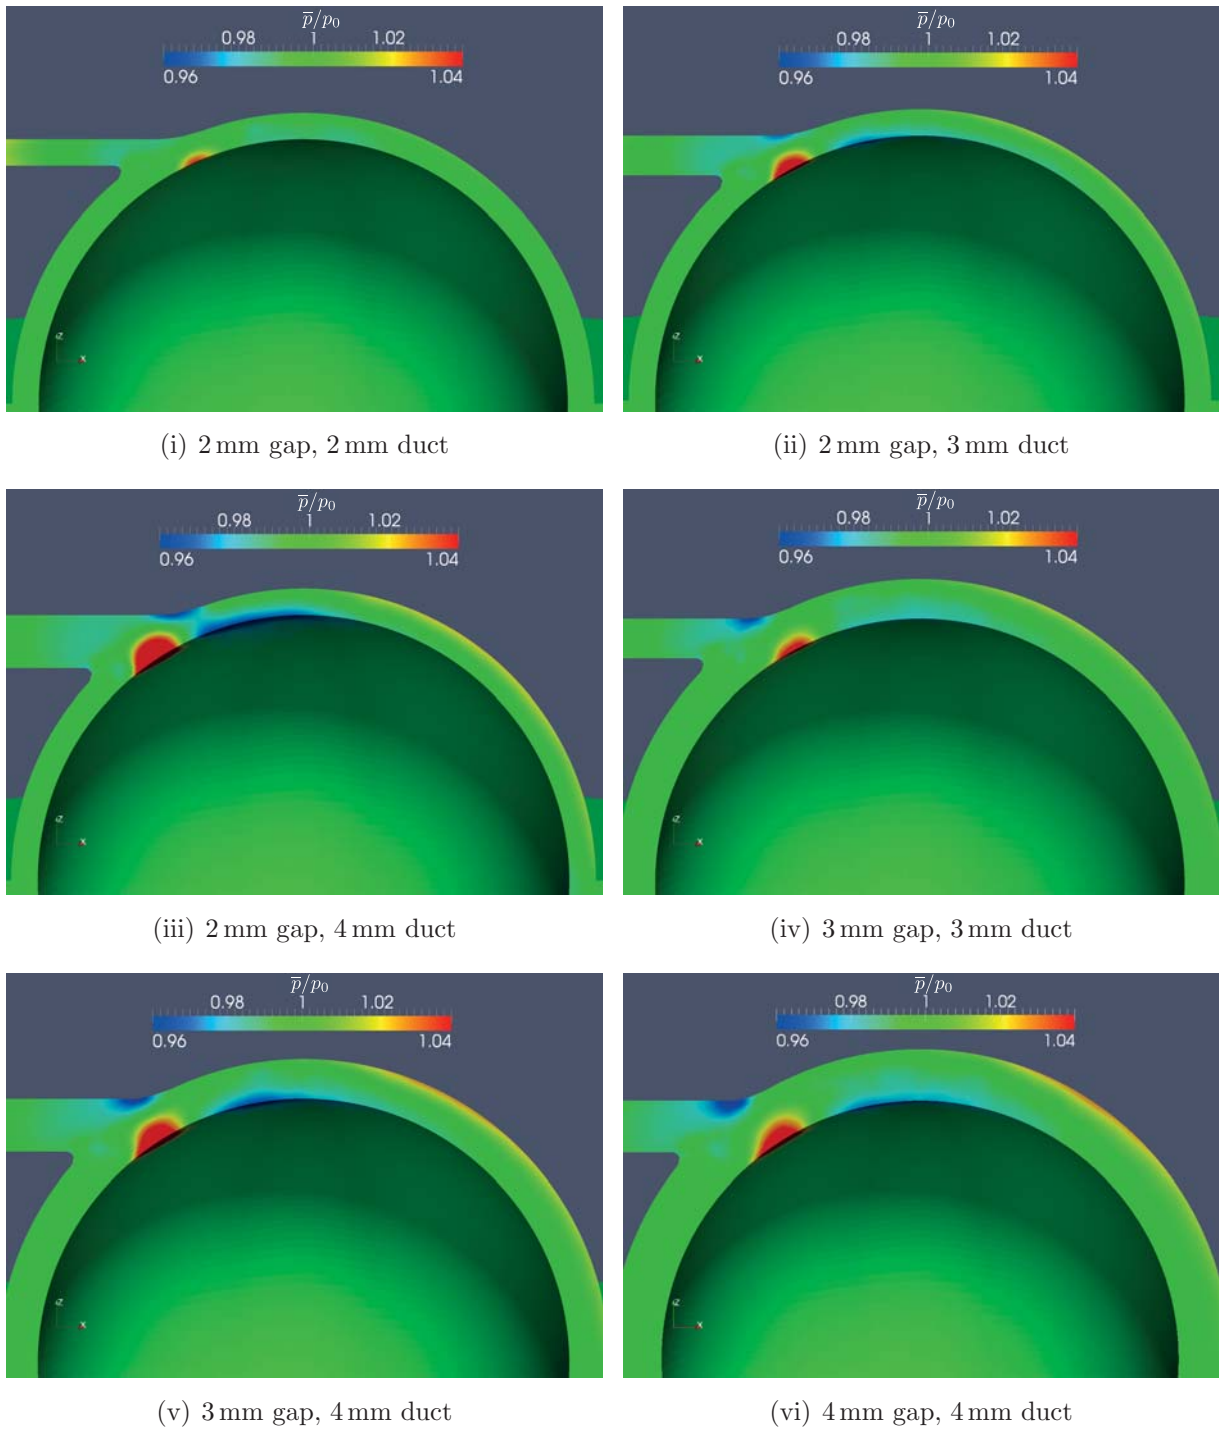 p̅/p₀
0.98 1 1.02
0.96 1.04
p̅/p₀
0.98 1 1.02
0.96 1.04
z
x
z
x
(i) 2 mm gap, 2 mm duct
(ii) 2 mm gap, 3 mm duct
p̅/p₀
0.98 1 1.02
0.96 1.04
p̅/p₀
0.98 1 1.02
0.96 1.04
z
x
z
x
(iii) 2 mm gap, 4 mm duct
(iv) 3 mm gap, 3 mm duct
p̅/p₀
0.98 1 1.02
0.96 1.04
p̅/p₀
0.98 1 1.02
0.96 1.04
z
x
z
x
(v) 3 mm gap, 4 mm duct
(vi) 4 mm gap, 4 mm duct